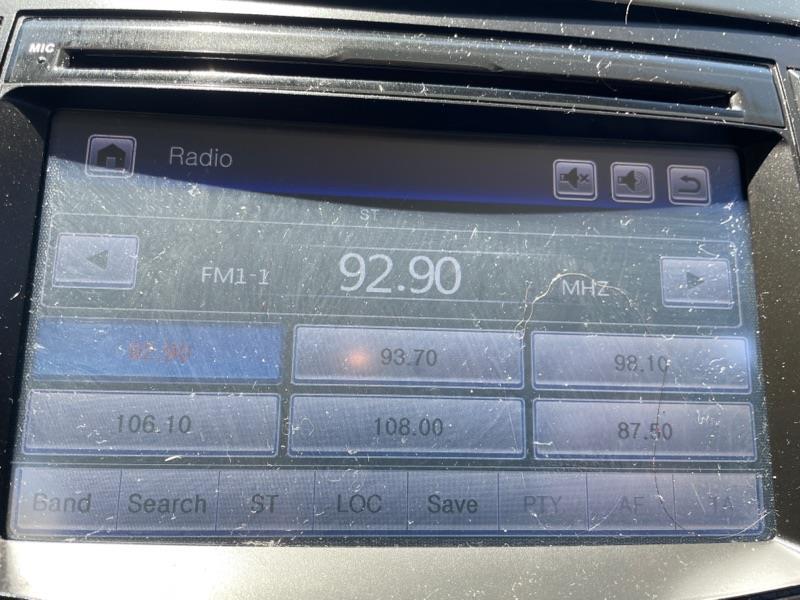 MIC
Radio
ST
FM1-1 92.90 MHZ
92.90 93.70 98.10
106.10 108.00 87.50
Band Search ST LOC Save PTY AF TA